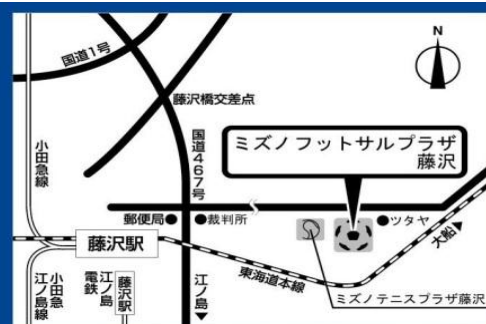 国道1号
N
藤沢橋交差点
小田急線
国道467号
ミズノフットサルプラザ
藤沢
郵便局
裁判所
ツタヤ
藤沢駅
大船
東海道本線
小田急
江ノ島線
江ノ島
電鉄
藤沢駅
江ノ島
ミズノテニスプラザ藤沢